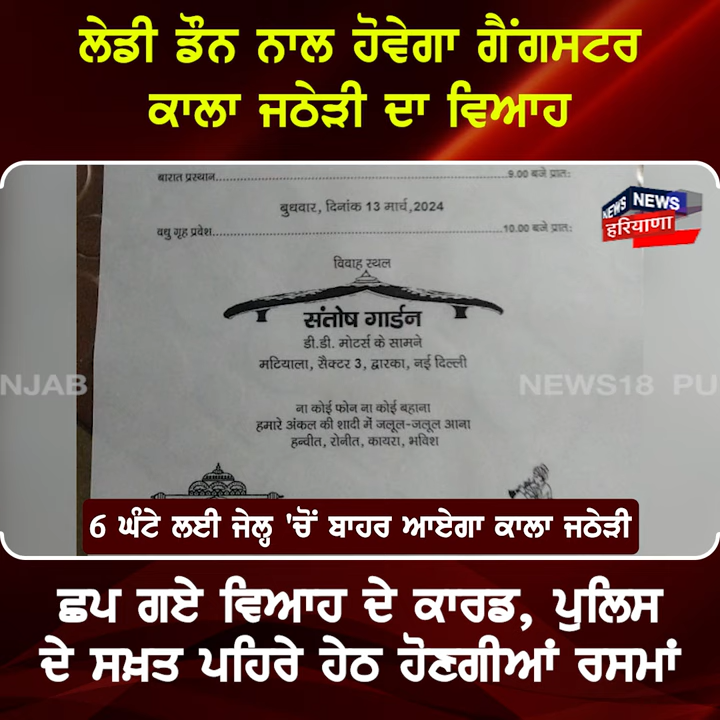 ਲੇਡੀ ਡੌਨ ਨਾਲ ਹੋਵੇਗਾ ਗੈਂਗਸਟਰ
ਕਾਲਾ ਜਠੇੜੀ ਦਾ ਵਿਆਹ
बारात प्रस्थान.....................................................9.00 बजे प्रात:
बुधवार, दिनांक 13 मार्च,2024
वधु गृह प्रवेश.....................................................10.00 बजे प्रात:
NEWS NEWS
हरियाणा
विवाह स्थल
संतोष गार्डन
डी.डी. मोटर्स के सामने
मटियाला, सैक्टर 3, द्वारका, नई दिल्ली
NJAB NEWS18 PU
ना कोई फोन ना कोई बहाना
हमारे अंकल की शादी में जलूल-जलूल आना
हन्वीत, रोनीत, कायरा, भविश
6 ਘੰਟੇ ਲਈ ਜੇਲ੍ਹ 'ਚੋਂ ਬਾਹਰ ਆਏਗਾ ਕਾਲਾ ਜਠੇੜੀ
ਛਪ ਗਏ ਵਿਆਹ ਦੇ ਕਾਰਡ, ਪੁਲਿਸ
ਦੇ ਸਖ਼ਤ ਪਹਿਰੇ ਹੇਠ ਹੋਣਗੀਆਂ ਰਸਮਾਂ